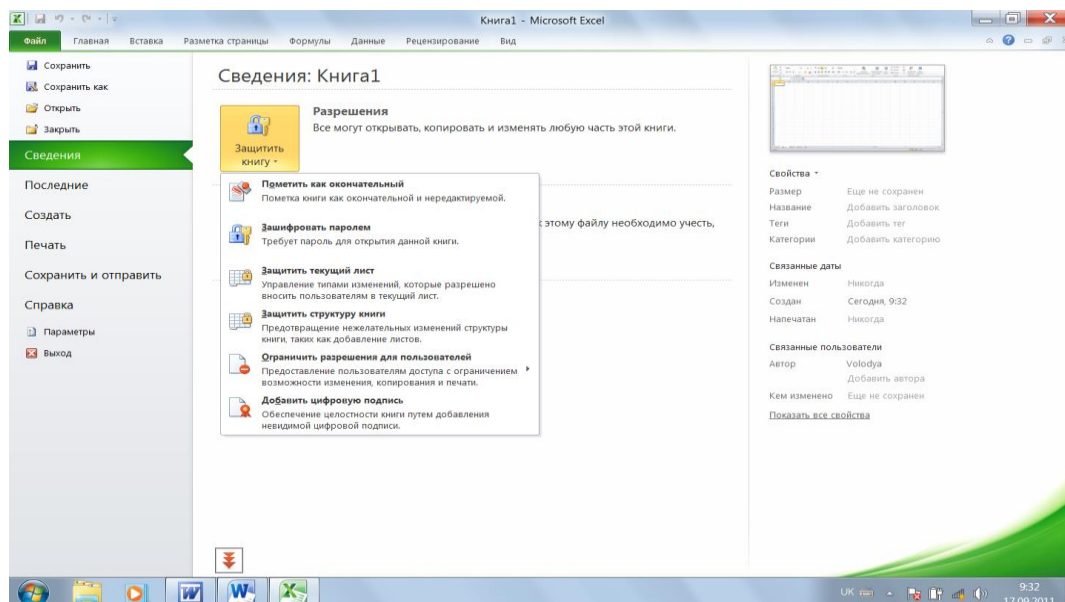 Книга1 - Microsoft Excel
Файл Главная Вставка Разметка страницы Формулы Данные Рецензирование Вид
Сохранить
Сохранить как
Открыть
Закрыть
Сведения
Последние
Создать
Печать
Сохранить и отправить
Справка
Параметры
Выход
Сведения: Книга1
Защитить
книгу
Разрешения
Все могут открывать, копировать и изменять любую часть этой книги.
Пометить как окончательный
Пометка книги как окончательной и нередактируемой.
Зашифровать паролем
Требует пароль для открытия данной книги.
Защитить текущий лист
Управление типами изменений, которые разрешено
вносить пользователям в текущий лист.
Защитить структуру книги
Предотвращение нежелательных изменений структуры
книги, таких как добавление листов.
Ограничить разрешения для пользователей
Предоставление пользователям доступа с ограничением
возможности изменения, копирования и печати.
Добавить цифровую подпись
Обеспечение целостности книги путем добавления
невидимой цифровой подписи.
к этому файлу необходимо учесть,
Свойства
Размер Еще не сохранен
Название Добавить заголовок
Теги Добавить тег
Категории Добавить категорию
Связанные даты
Изменен Никогда
Создан Сегодня, 9:32
Напечатан Никогда
Связанные пользователи
Автор Volodya
Добавить автора
Кем изменено Еще не сохранен
Показать все свойства
UK
9:32
17.09.2011